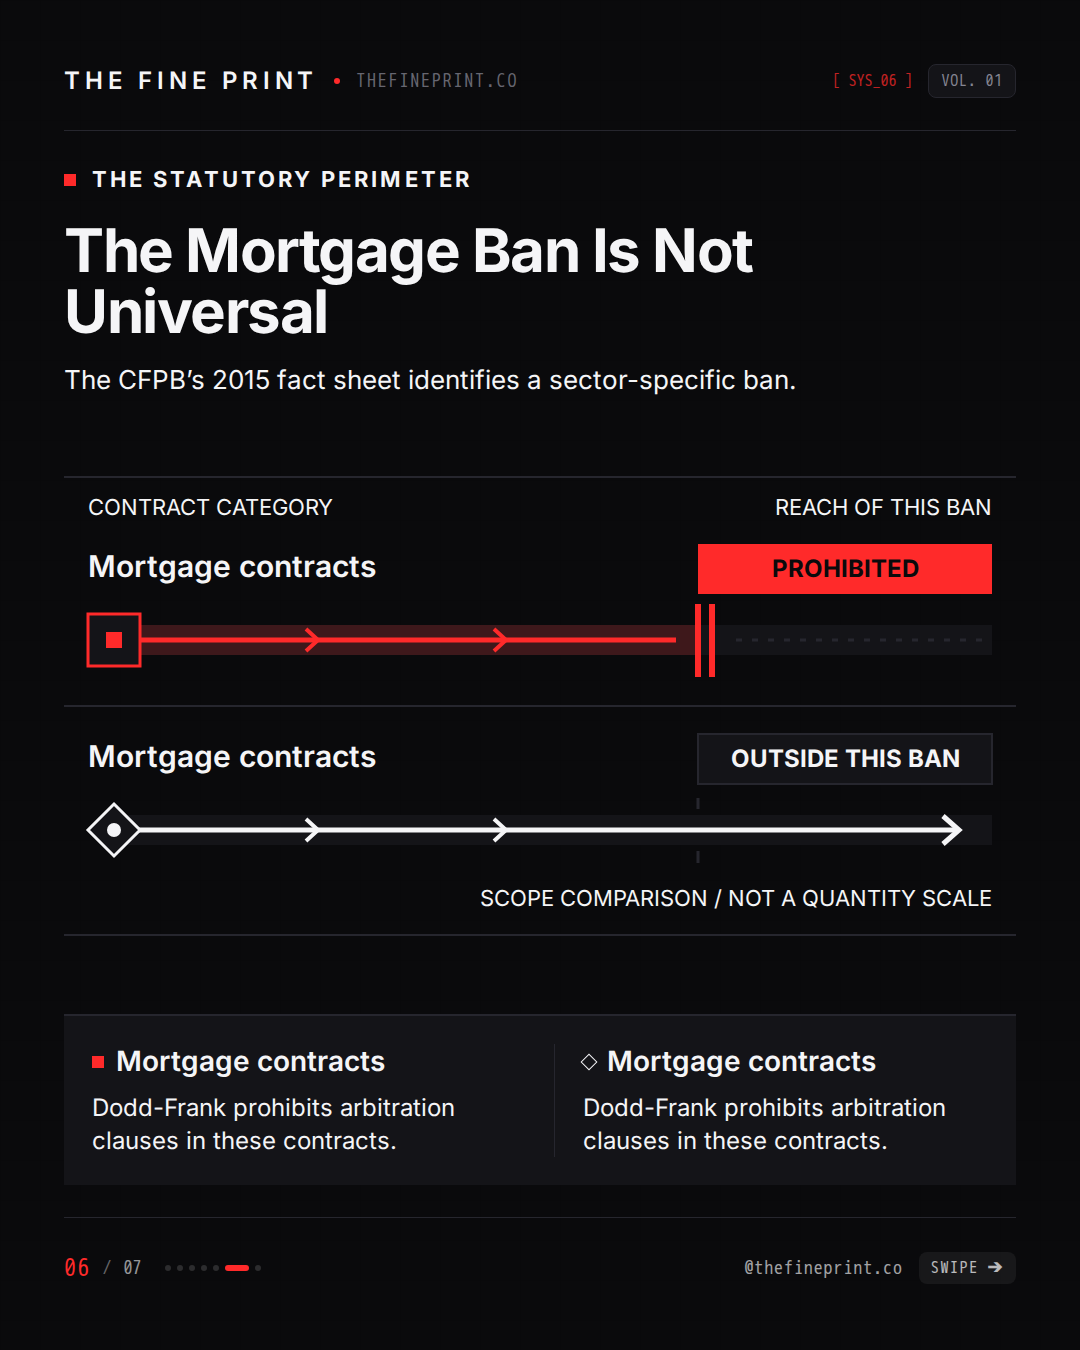 THE FINE PRINT • THEFINEPRINT.CO
[ SYS_06 ] VOL. 01
THE STATUTORY PERIMETER
The Mortgage Ban Is Not
Universal
The CFPB’s 2015 fact sheet identifies a sector-specific ban.
CONTRACT CATEGORY REACH OF THIS BAN
Mortgage contracts PROHIBITED
Mortgage contracts OUTSIDE THIS BAN
SCOPE COMPARISON / NOT A QUANTITY SCALE
Mortgage contracts
Dodd-Frank prohibits arbitration
clauses in these contracts.
Mortgage contracts
Dodd-Frank prohibits arbitration
clauses in these contracts.
06 / 07
@thefineprint.co SWIPE ➔